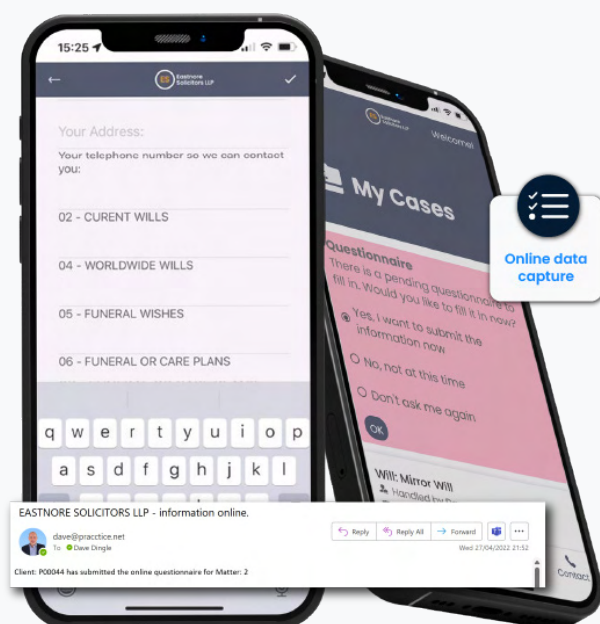 15:25
ES Eastnore
Solicitors LLP
Your Address:
Your telephone number so we can contact
you:
02 - CURENT WILLS
04 - WORLDWIDE WILLS
05 - FUNERAL WISHES
06 - FUNERAL OR CARE PLANS
q w e r t y u i o p
a s d f g h j k l
Eastnore
Solicitors LLP
Welcome!
My Cases
Questionnaire
There is a pending questionnaire to
fill in. Would you like to fill it in now?
Yes, I want to submit the
information now
No, not at this time
Don't ask me again
OK
Will: Mirror Will
Handled by
Contact
Online data
capture
EASTNORE SOLICITORS LLP - information online.
dave@pracctice.net
To Dave Dingle
Reply Reply All Forward
Wed 27/04/2022 21:52
Client: P00044 has submitted the online questionnaire for Matter: 2